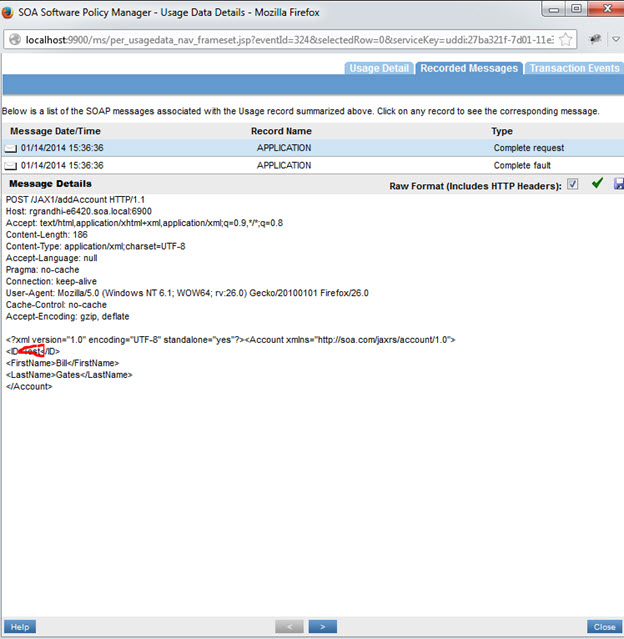 SOA Software Policy Manager - Usage Data Details - Mozilla Firefox
localhost:9900/ms/per_usagedata_nav_frameset.jsp?eventId=324&selectedRow=0&serviceKey=uddi:27ba321f-7d01-11e
Usage Detail Recorded Messages Transaction Events
Below is a list of the SOAP messages associated with the Usage record summarized above. Click on any record to see the corresponding message.
Message Date/Time Record Name Type
01/14/2014 15:36:36 APPLICATION Complete request
01/14/2014 15:36:36 APPLICATION Complete fault
Message Details Raw Format (Includes HTTP Headers):
POST /JAX1/addAccount HTTP/1.1
Host: rgrandhi-e6420.soa.local:6900
Accept: text/html,application/xhtml+xml,application/xml;q=0.9,*/*;q=0.8
Content-Length: 186
Content-Type: application/xml;charset=UTF-8
Accept-Language: null
Pragma: no-cache
Connection: keep-alive
User-Agent: Mozilla/5.0 (Windows NT 6.1; WOW64; rv:26.0) Gecko/20100101 Firefox/26.0
Cache-Control: no-cache
Accept-Encoding: gzip, deflate
<?xml version="1.0" encoding="UTF-8" standalone="yes"?><Account xmlns="http://soa.com/jaxrs/account/1.0">
</ID>
<FirstName>Bill</FirstName>
<LastName>Gates</LastName>
</Account>
Help < > Close